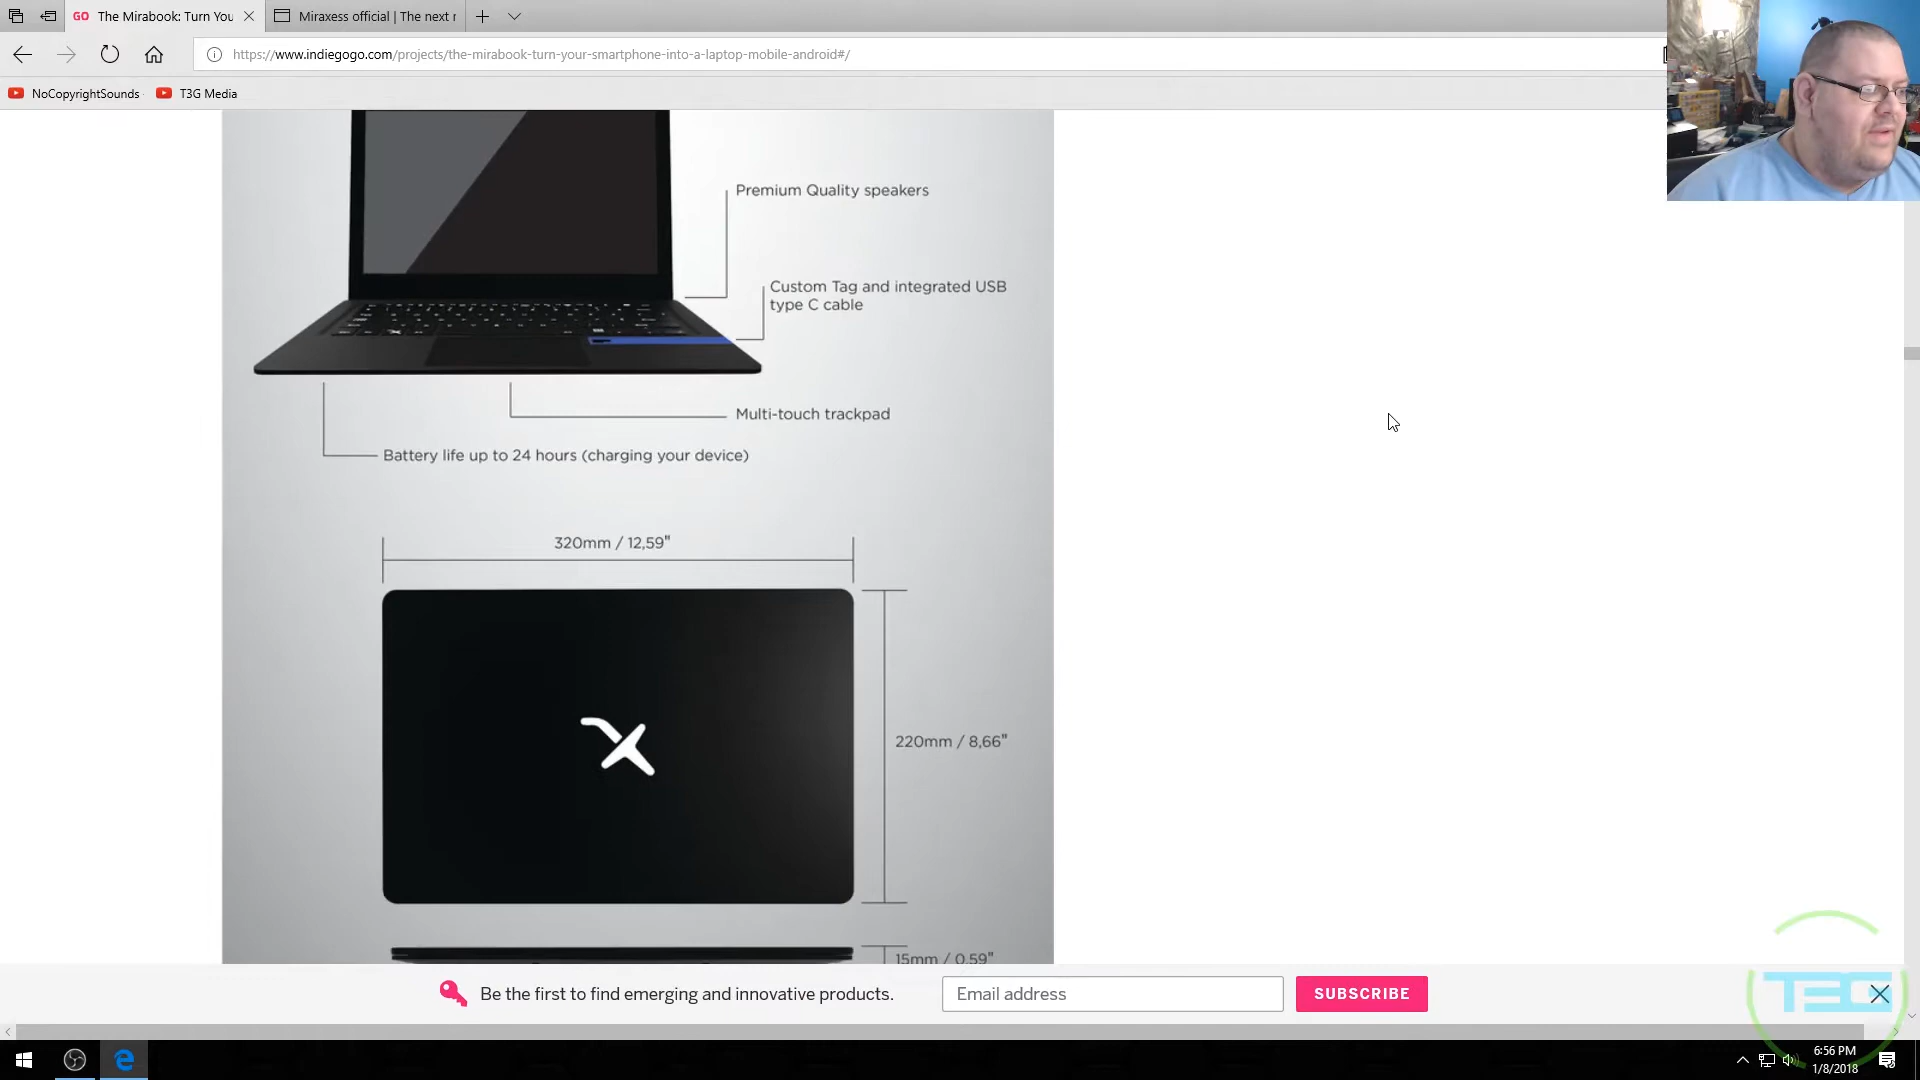 GO The Mirabook: Turn You
Miraxess official | The next r
https://www.indiegogo.com/projects/the-mirabook-turn-your-smartphone-into-a-laptop-mobile-android#/
NoCopyrightSounds
T3G Media
Premium Quality speakers
Custom Tag and integrated USB
type C cable
Multi-touch trackpad
Battery life up to 24 hours (charging your device)
320mm / 12,59"
220mm / 8,66"
15mm / 0,59"
Be the first to find emerging and innovative products.
Email address
SUBSCRIBE
T3G
6:56 PM
1/8/2018